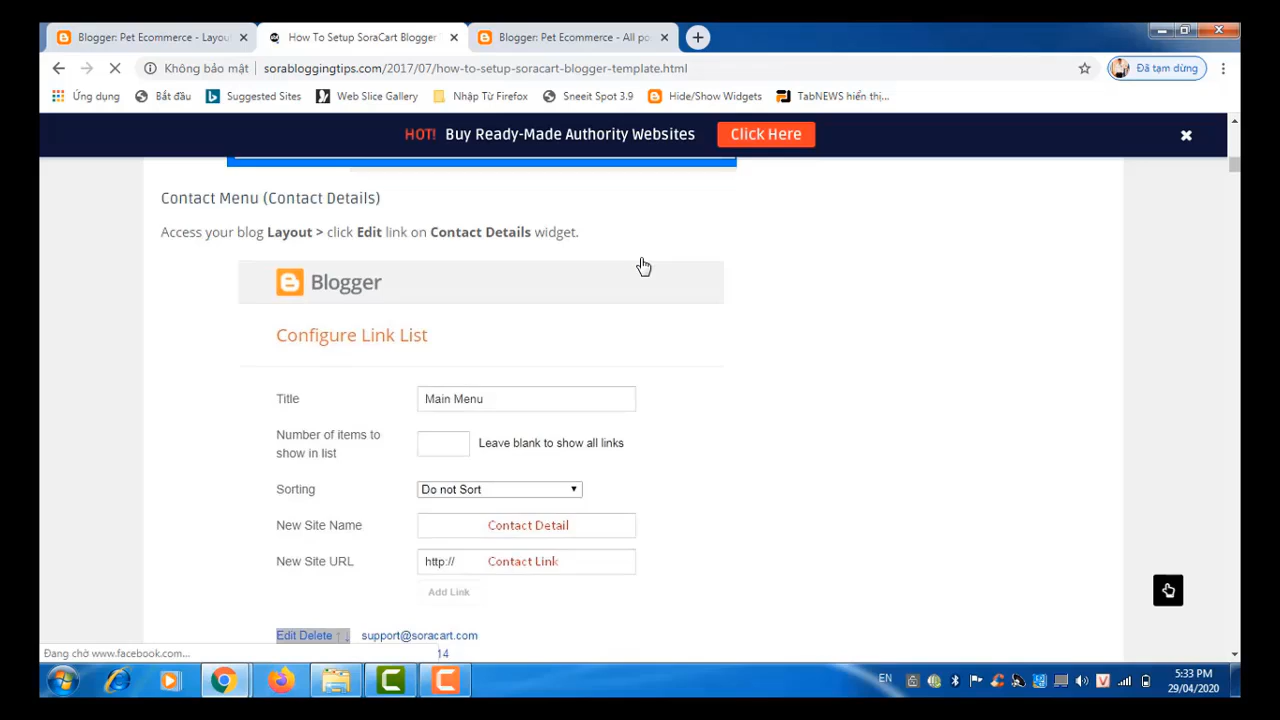 Blogger: Pet Ecommerce - Layou
How To Setup SoraCart Blogger
Blogger: Pet Ecommerce - All po
Không bảo mật
sorabloggingtips.com/2017/07/how-to-setup-soracart-blogger-template.html
Đã tạm dừng
Ứng dụng
Bắt đầu
Suggested Sites
Web Slice Gallery
Nhập Từ Firefox
Sneeit Spot 3.9
Hide/Show Widgets
TabNEWS hiển thị...
HOT! Buy Ready-Made Authority Websites
Click Here
Contact Menu (Contact Details)
Access your blog Layout > click Edit link on Contact Details widget.
Blogger
Configure Link List
Title
Main Menu
Number of items to
show in list
Leave blank to show all links
Sorting
Do not Sort
New Site Name
Contact Detail
New Site URL
http://
Contact Link
Add Link
Edit Delete ↑ ↓ support@soracart.com
Đang chờ www.facebook.com...
14
EN
5:33 PM
29/04/2020